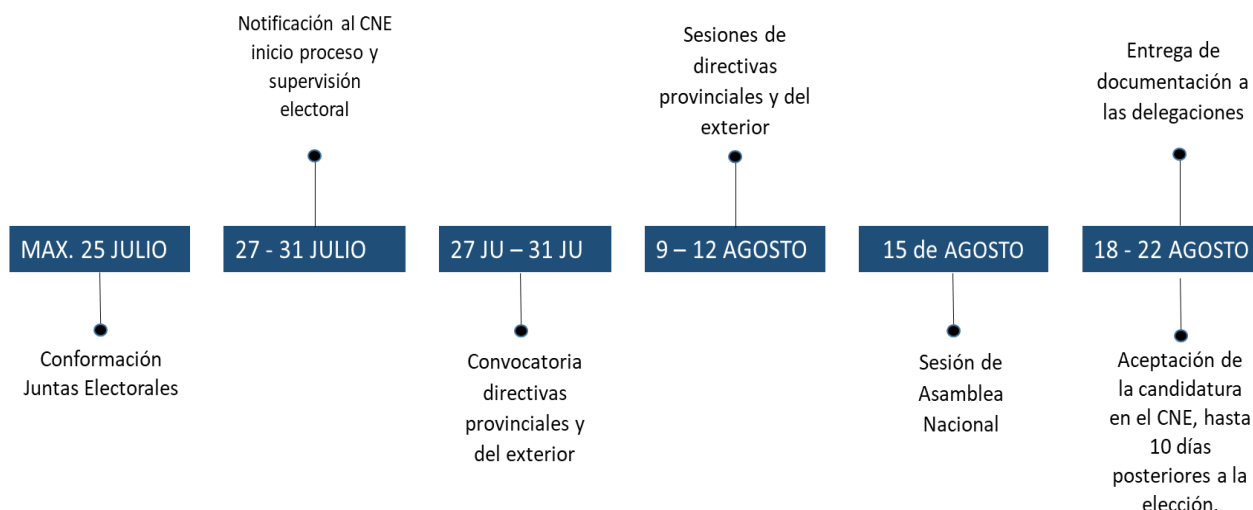 Notificación al CNE
inicio proceso y
supervisión
electoral
Sesiones de
directivas
provinciales y del
exterior
Entrega de
documentación a
las delegaciones
MAX. 25 JULIO
27 - 31 JULIO
27 JU – 31 JU
9 – 12 AGOSTO
15 de AGOSTO
18 - 22 AGOSTO
Conformación
Juntas Electorales
Convocatoria
directivas
provinciales y
del exterior
Sesión de
Asamblea
Nacional
Aceptación de
la candidatura
en el CNE, hasta
10 días
posteriores a la
elección.